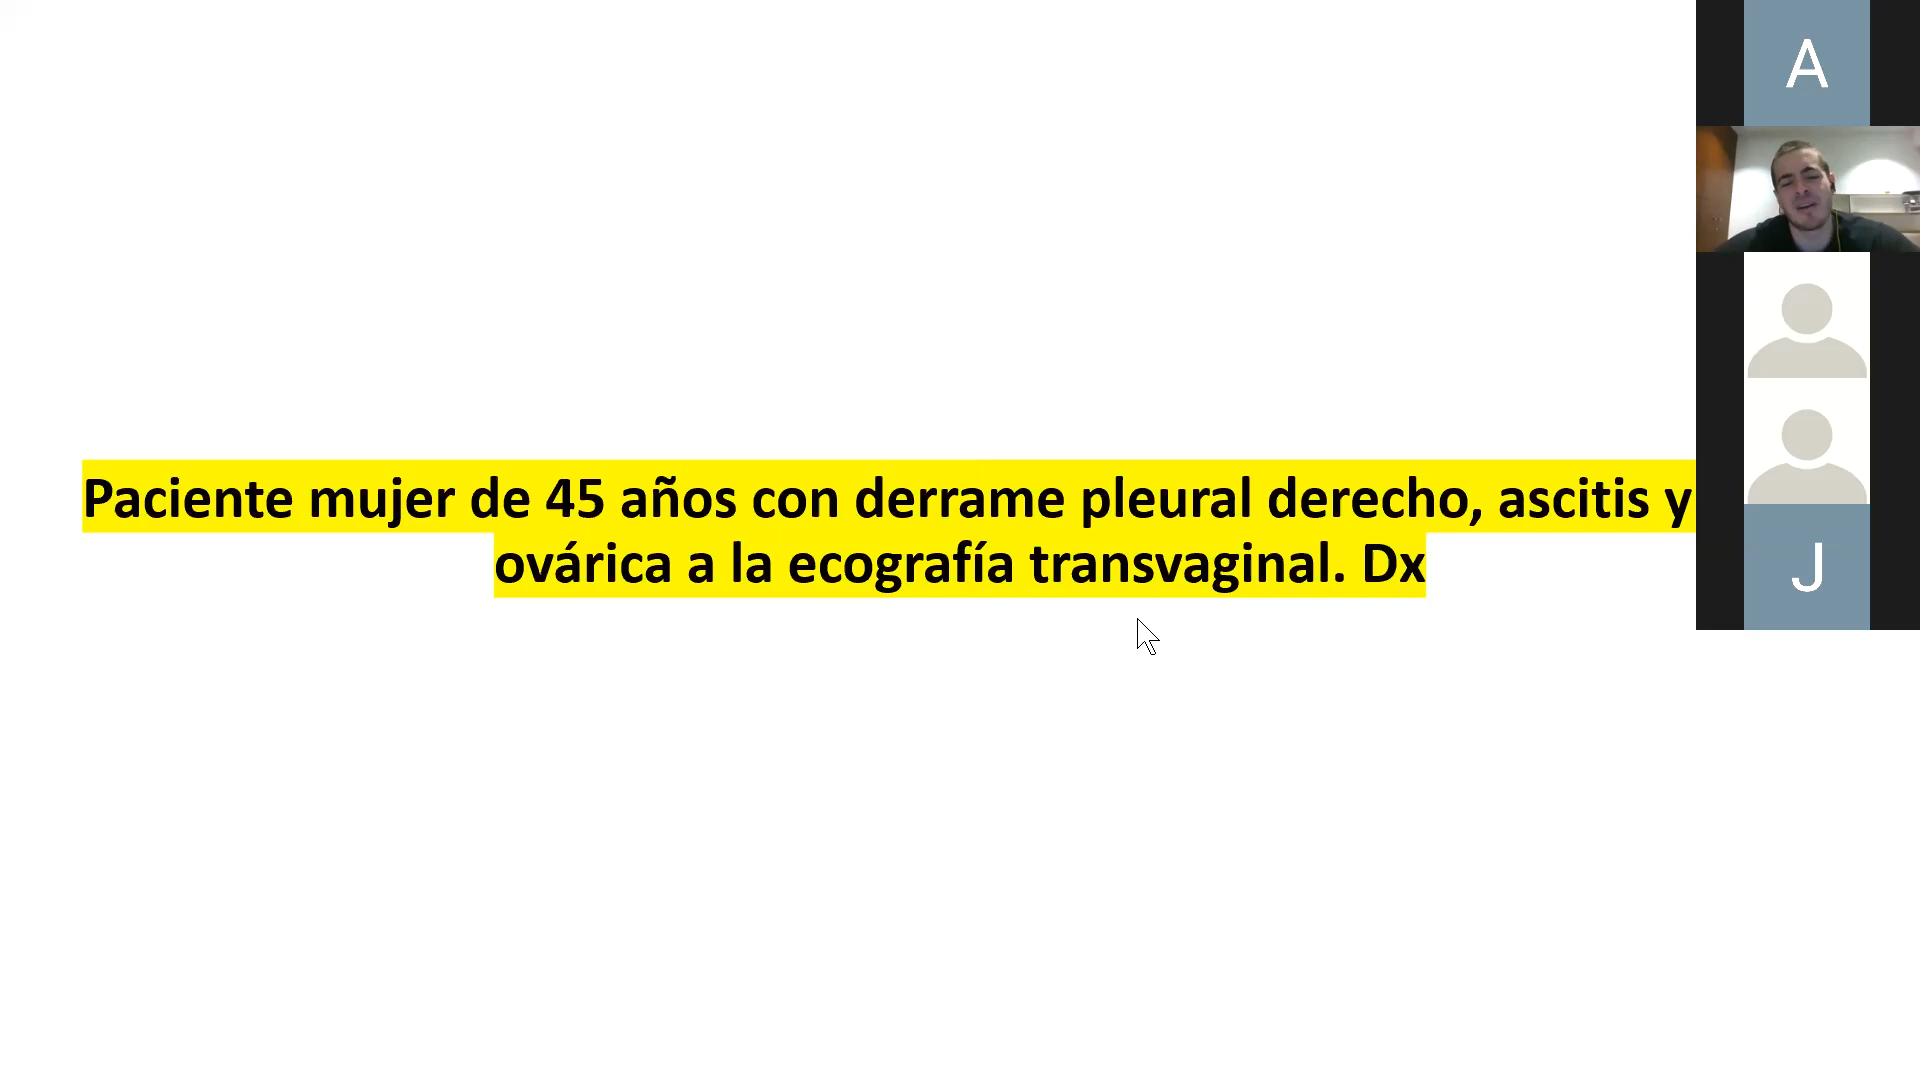 Paciente mujer de 45 años con derrame pleural derecho, ascitis y
ovárica a la ecografía transvaginal. Dx
A
J